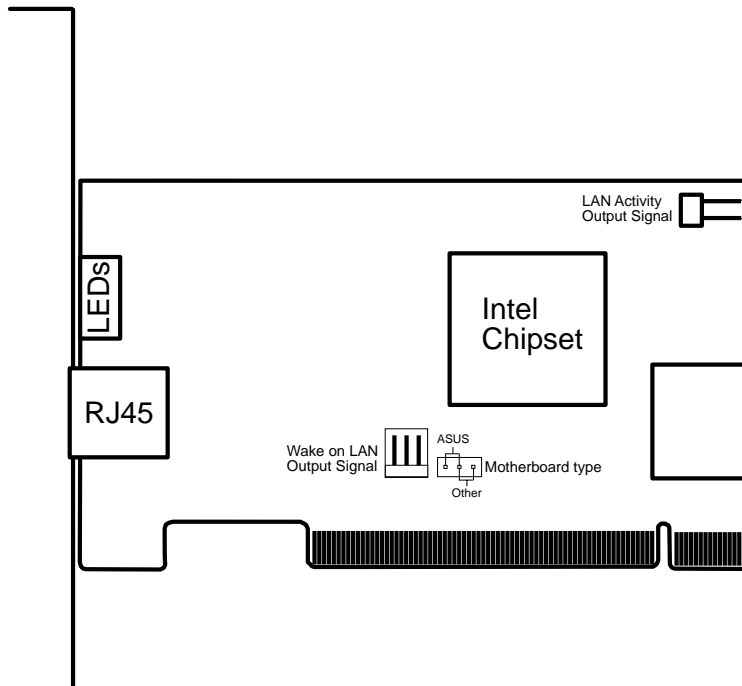 LAN Activity
Output Signal
LEDs
Intel
Chipset
RJ45
Wake on LAN
Output Signal
ASUS
Motherboard type
Other